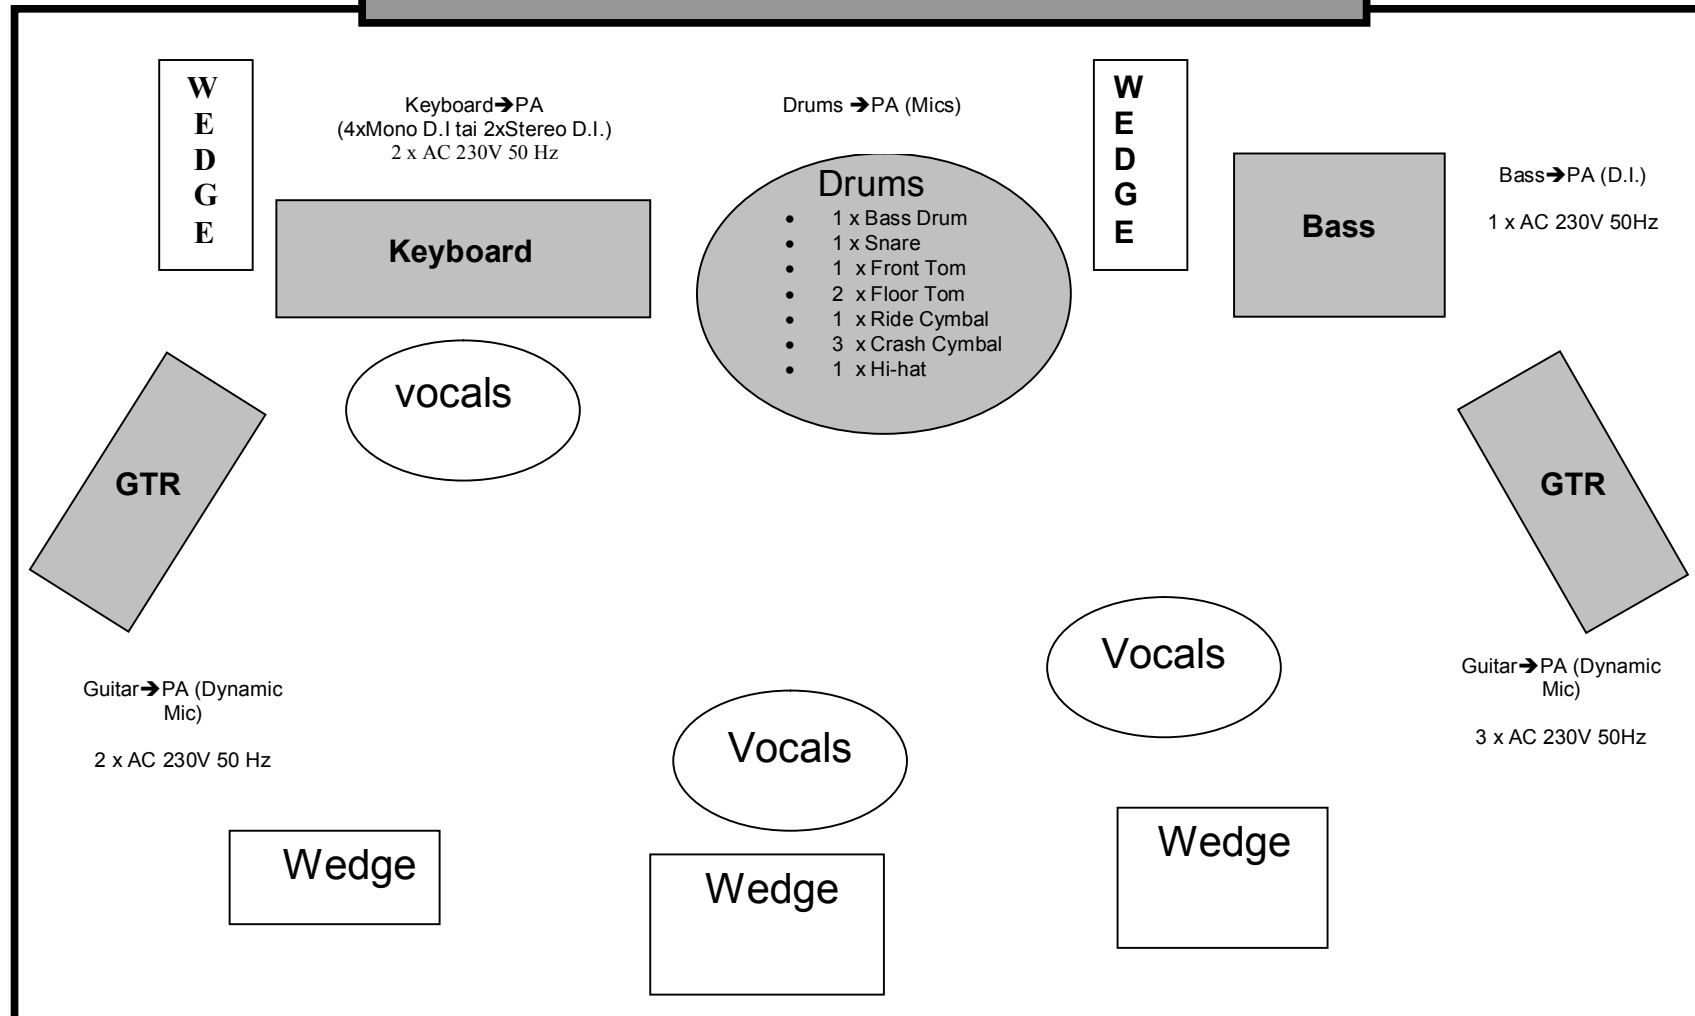 W
E
D
G
E
Keyboard➔PA
(4xMono D.I tai 2xStereo D.I.)
2 x AC 230V 50 Hz
Keyboard
vocals
Drums ➔PA (Mics)
Drums
• 1 x Bass Drum
• 1 x Snare
• 1 x Front Tom
• 2 x Floor Tom
• 1 x Ride Cymbal
• 3 x Crash Cymbal
• 1 x Hi-hat
W
E
D
G
E
Bass
Bass➔PA (D.I.)
1 x AC 230V 50Hz
GTR
GTR
Guitar➔PA (Dynamic
Mic)
2 x AC 230V 50 Hz
Vocals
Vocals
Guitar➔PA (Dynamic
Mic)
3 x AC 230V 50Hz
Wedge
Wedge
Wedge